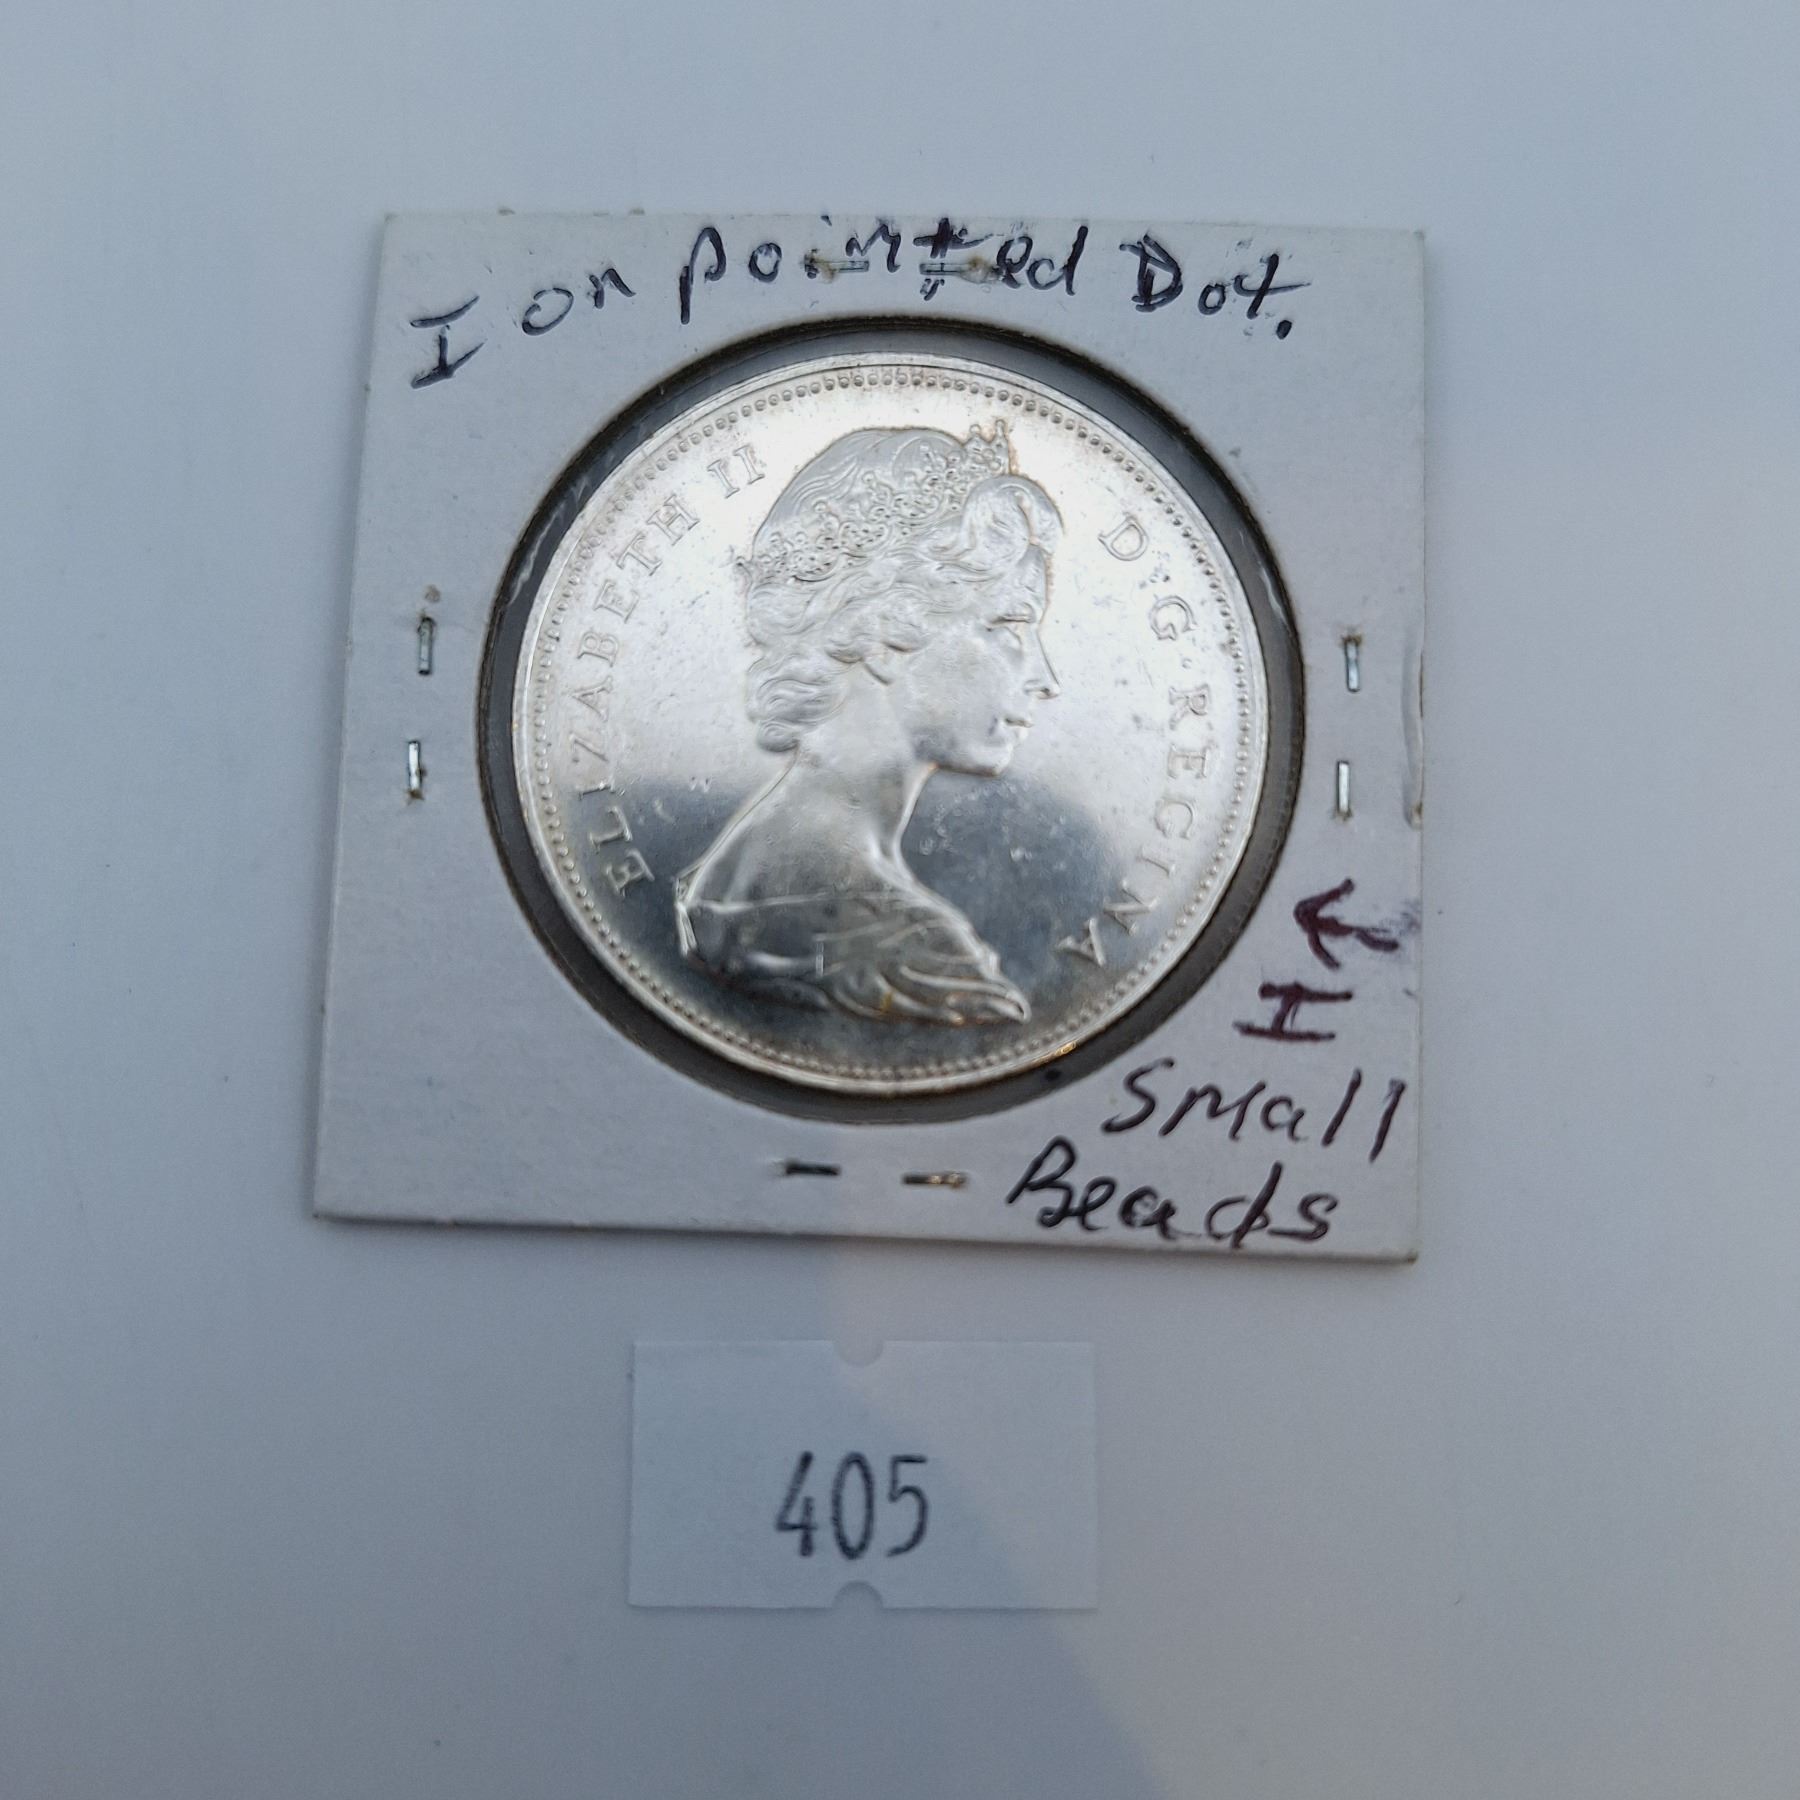 I on pointed Dot.
ELIZABETH II D·G·REGINA
I
Small
Beads
405